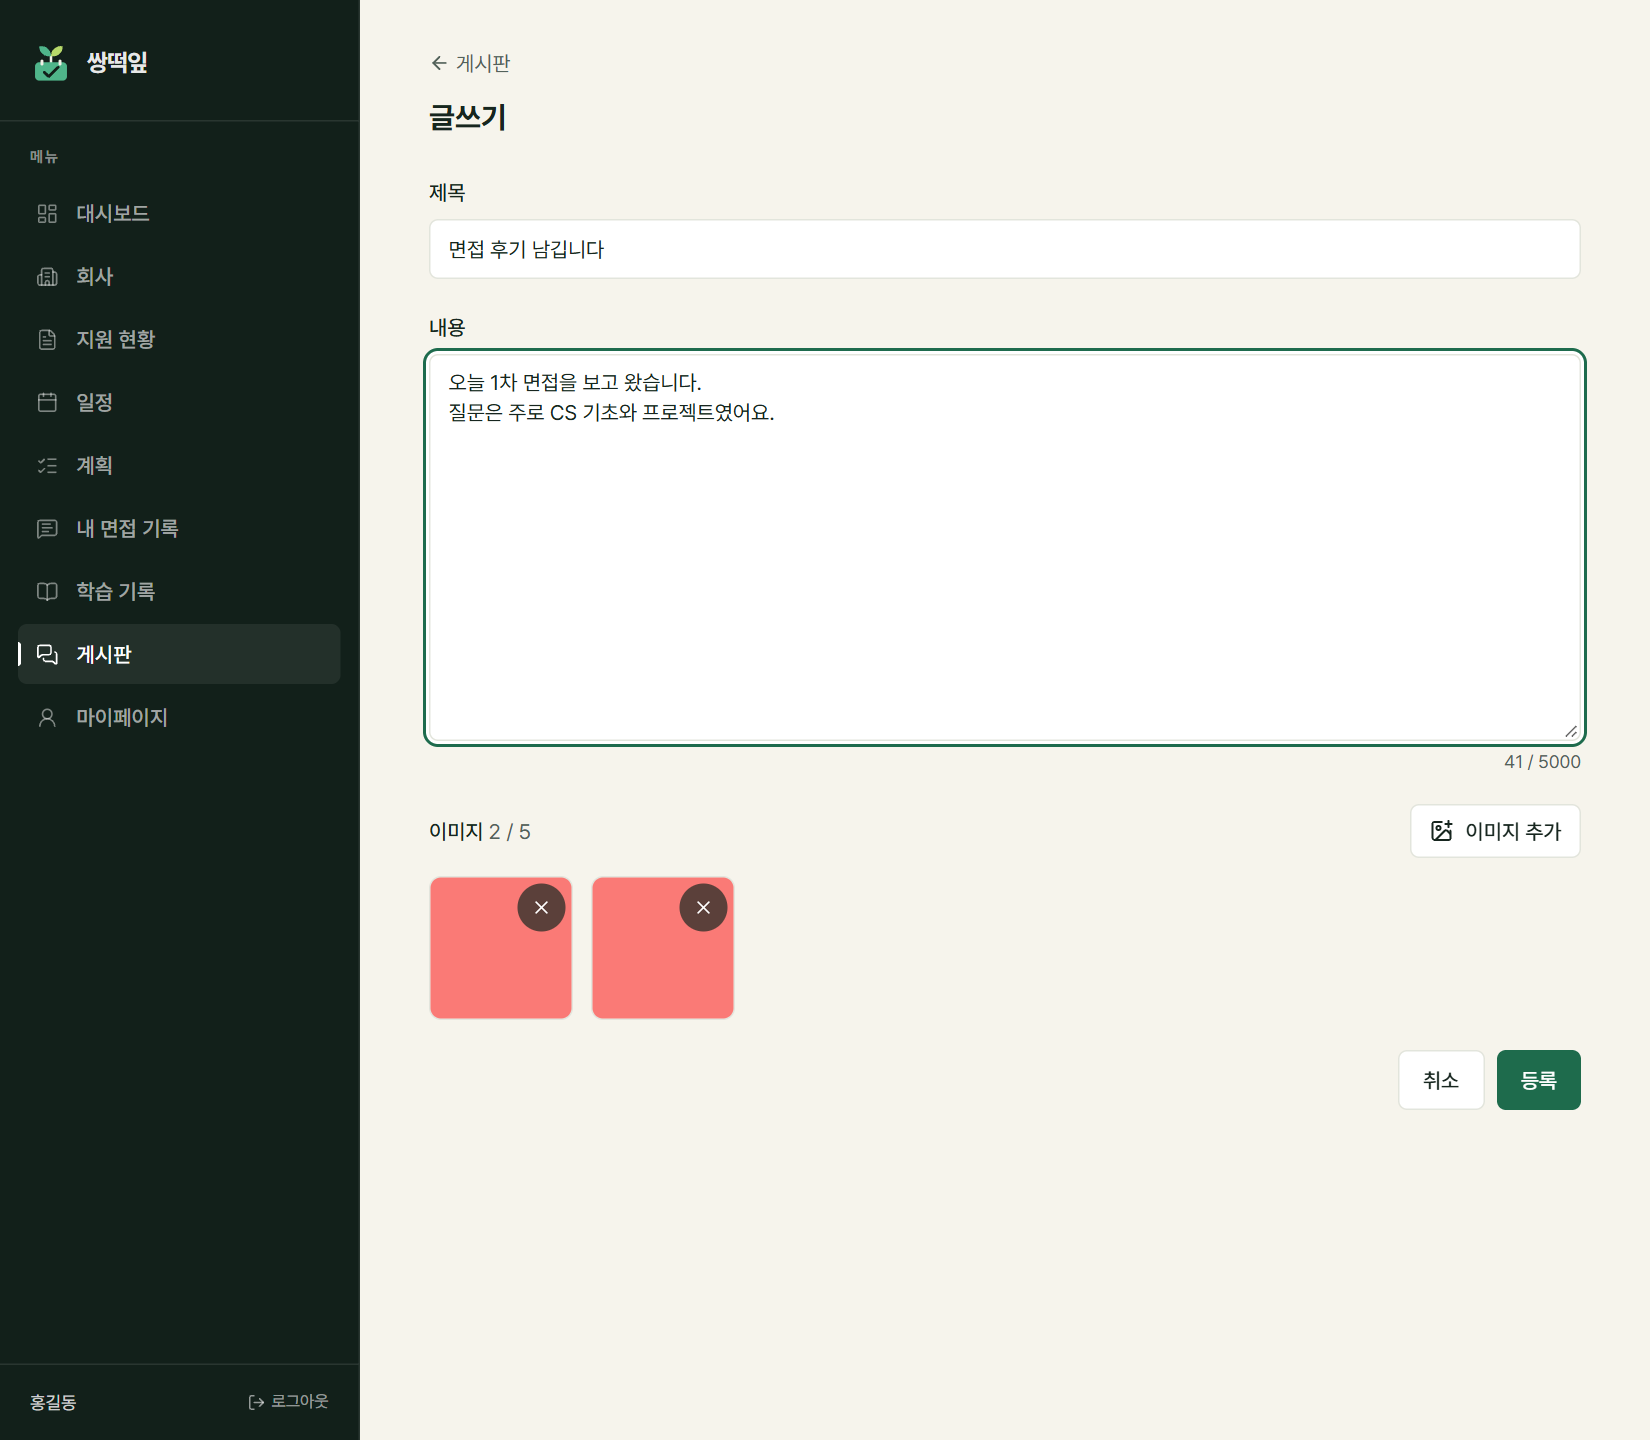 쌍떡잎
메뉴
대시보드
회사
지원 현황
일정
계획
내 면접 기록
학습 기록
게시판
마이페이지
홍길동
로그아웃
게시판
글쓰기
제목
면접 후기 남깁니다
내용
오늘 1차 면접을 보고 왔습니다.
질문은 주로 CS 기초와 프로젝트였어요.
41 / 5000
이미지 2 / 5
이미지 추가
취소
등록